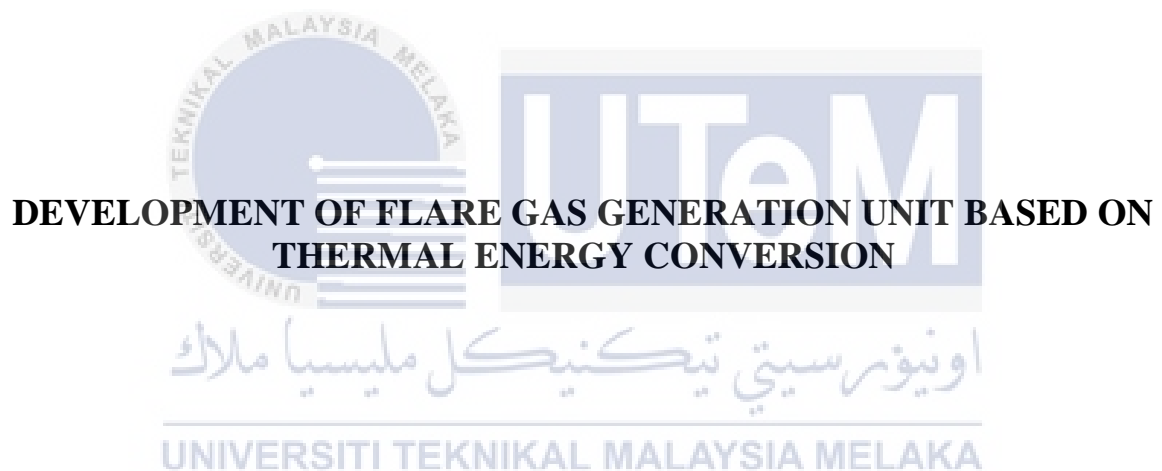 TEKNIKAL MALAYSIA MELAKA
UNIVERSITI
UTeM
DEVELOPMENT OF FLARE GAS GENERATION UNIT BASED ON
THERMAL ENERGY CONVERSION
اونيۏرسيتي تيكنيكل مليسيا ملاك
UNIVERSITI TEKNIKAL MALAYSIA MELAKA